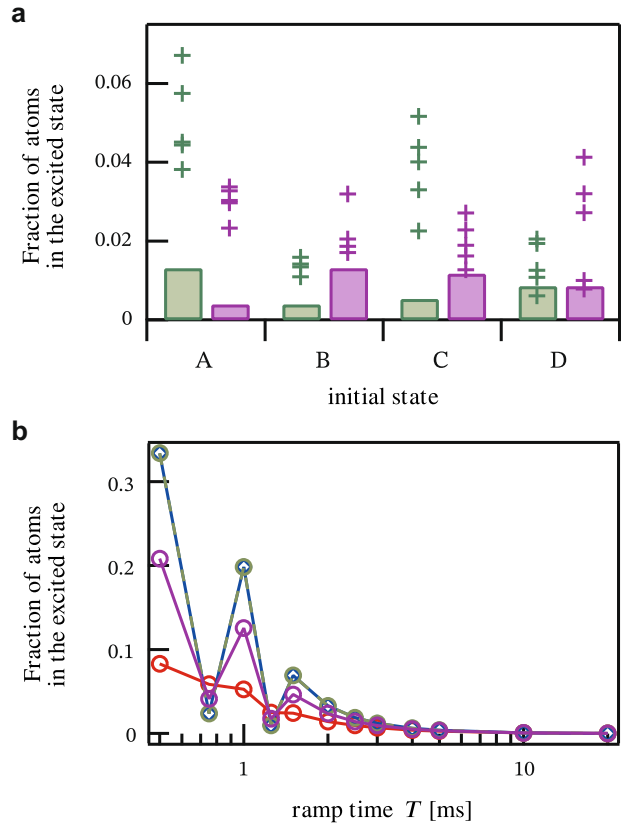 a
Fraction of atoms
in the excited state
0.06
0.04
0.02
0
A B C D
initial state
b
Fraction of atoms
in the excited state
0.3
0.2
0.1
0
1 10
ramp time T [ms]